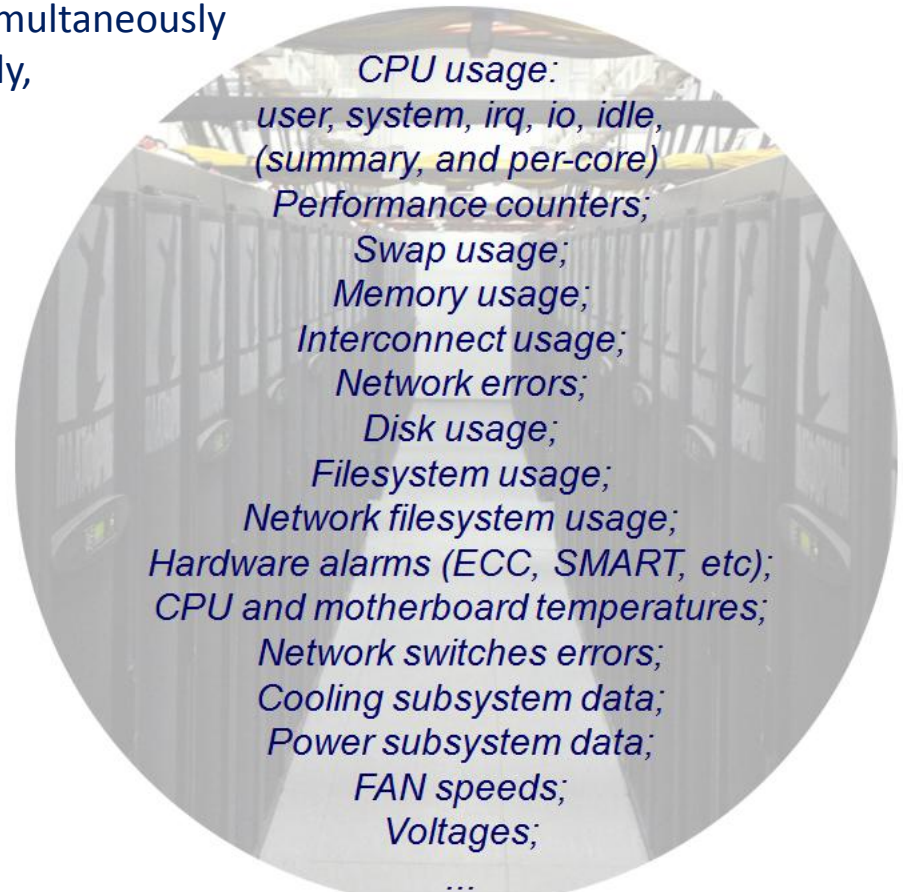 multaneously
ly,
CPU usage:
user, system, irq, io, idle,
(summary, and per-core)
Performance counters;
Swap usage;
Memory usage;
Interconnect usage;
Network errors;
Disk usage;
Filesystem usage;
Network filesystem usage;
Hardware alarms (ECC, SMART, etc);
CPU and motherboard temperatures;
Network switches errors;
Cooling subsystem data;
Power subsystem data;
FAN speeds;
Voltages;
...